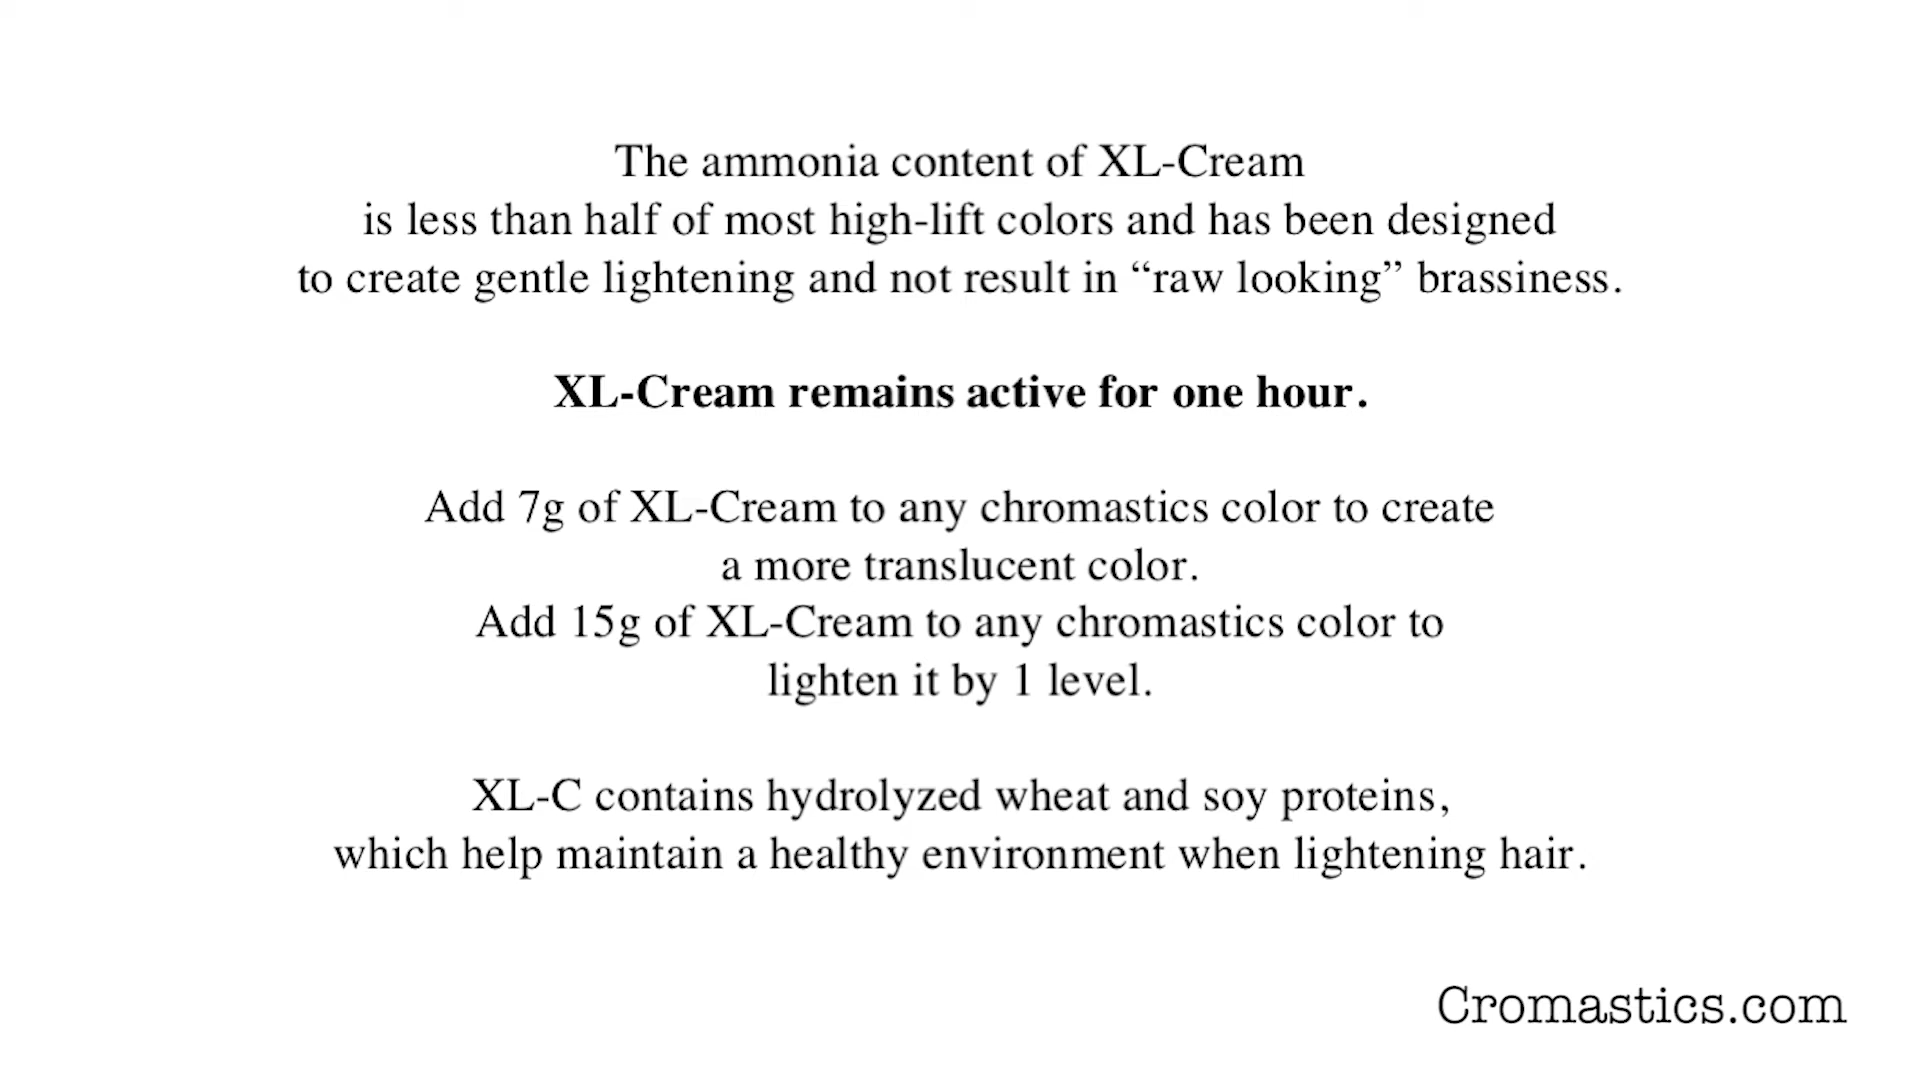 The ammonia content of XL-Cream
is less than half of most high-lift colors and has been designed
to create gentle lightening and not result in “raw looking” brassiness.
XL-Cream remains active for one hour.
Add 7g of XL-Cream to any chromastics color to create
a more translucent color.
Add 15g of XL-Cream to any chromastics color to
lighten it by 1 level.
XL-C contains hydrolyzed wheat and soy proteins,
which help maintain a healthy environment when lightening hair.
Cromastics.com